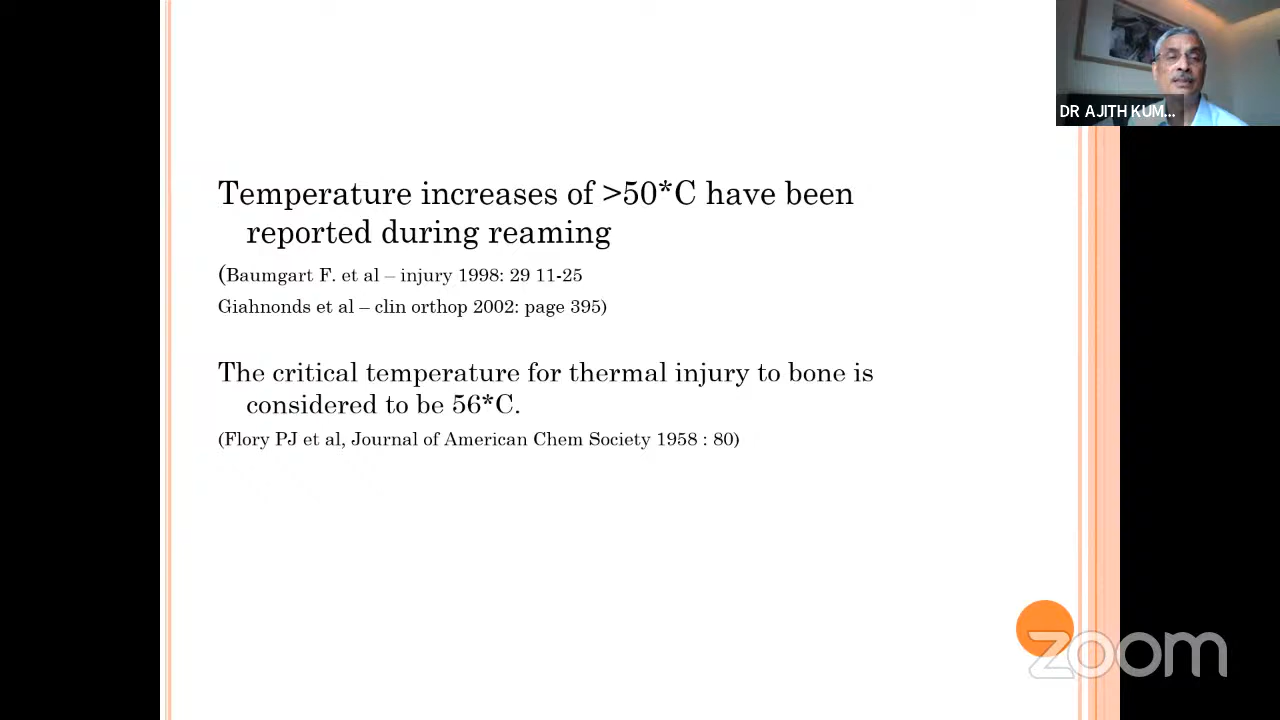 DR AJITH KUM...
Temperature increases of >50*C have been
reported during reaming
(Baumgart F. et al – injury 1998: 29 11-25
Giahnonds et al – clin orthop 2002: page 395)
The critical temperature for thermal injury to bone is
considered to be 56*C.
(Flory PJ et al, Journal of American Chem Society 1958 : 80)
zoom